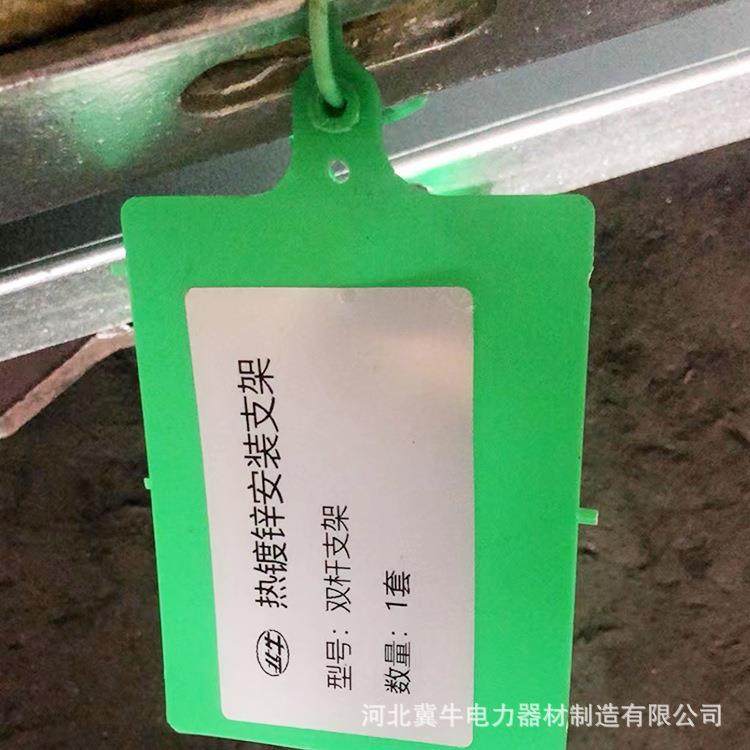 热镀锌安装支架
型号：双杆支架
数量：1套
河北冀牛电力器材制造有限公司